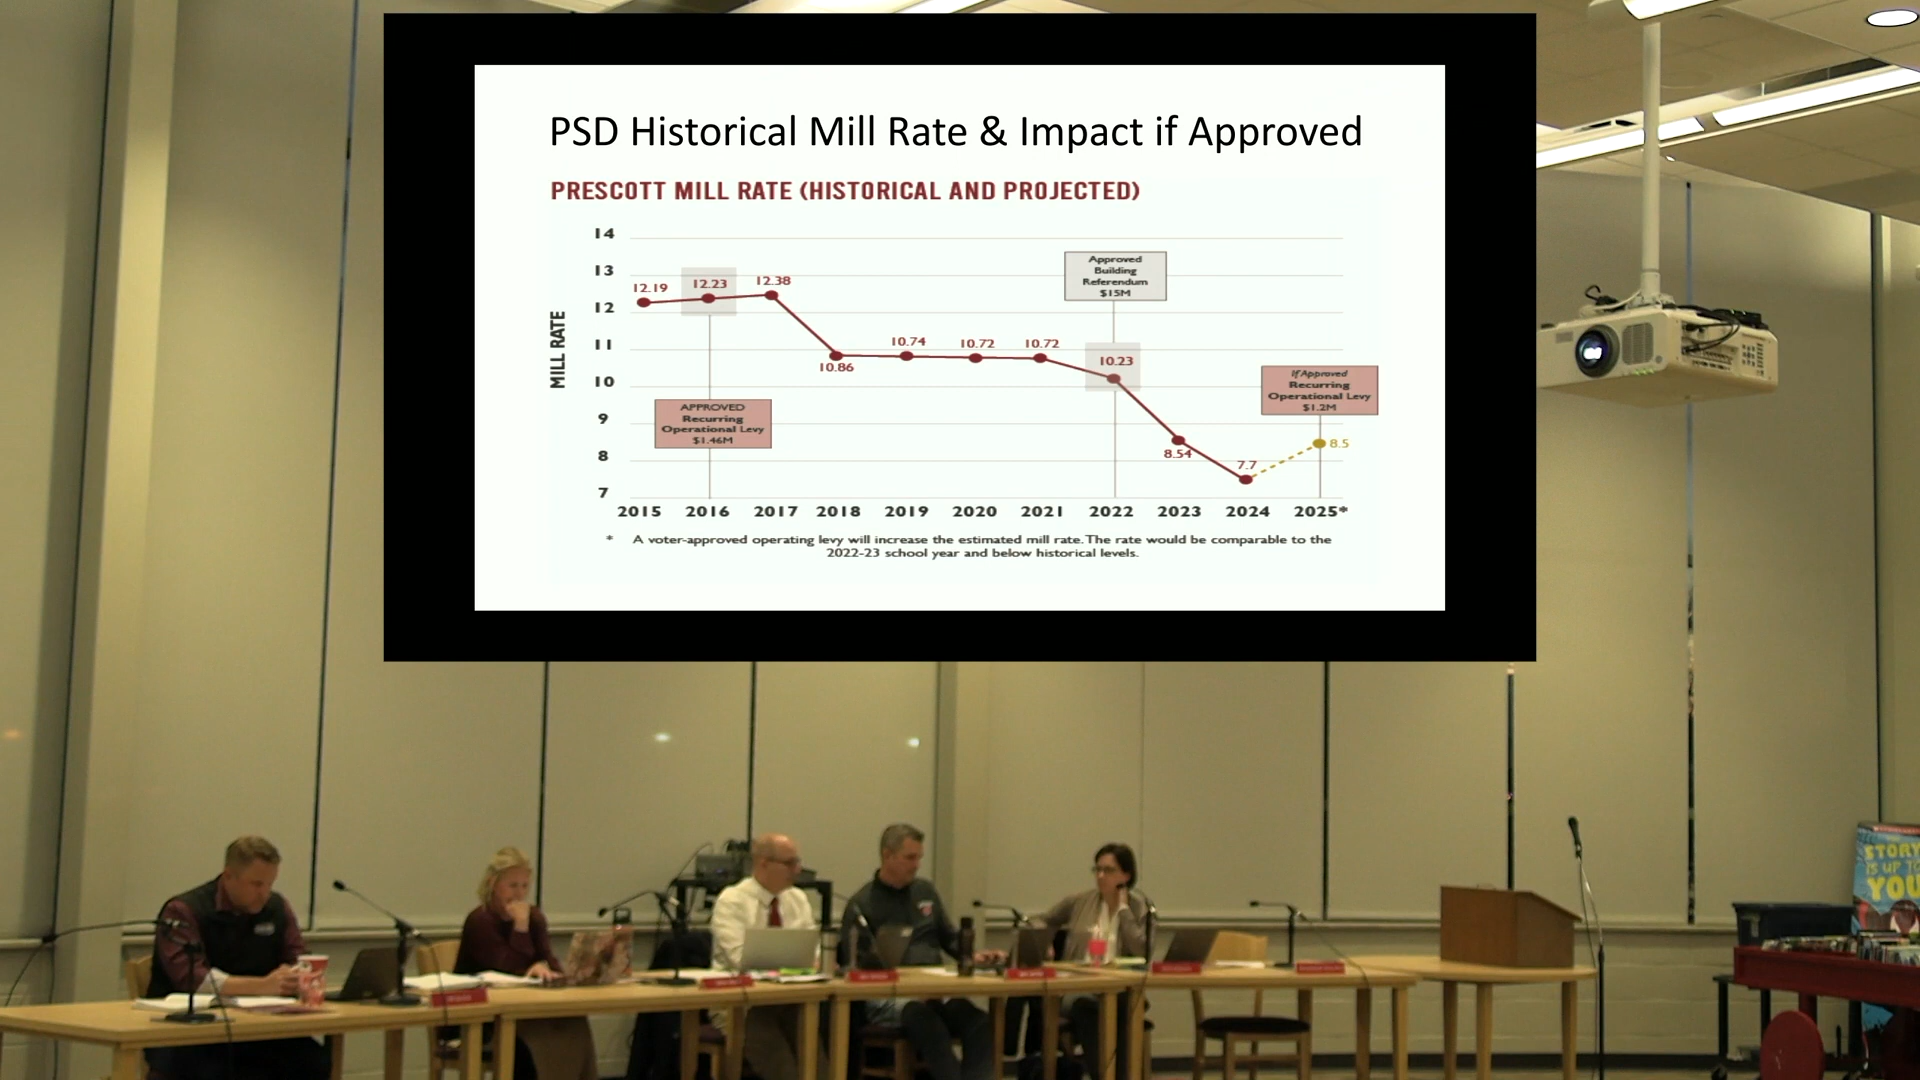 PSD Historical Mill Rate & Impact if Approved
PRESCOTT MILL RATE (HISTORICAL AND PROJECTED)
MILL RATE
14
13
12
11
10
9
8
7
12.19
12.23
12.38
10.86
10.74
10.72
10.72
10.23
8.54
7.7
8.5
APPROVED
Recurring
Operational Levy
$1.46M
Approved
Building
Referendum
$15M
If Approved
Recurring
Operational Levy
$1.2M
2015 2016 2017 2018 2019 2020 2021 2022 2023 2024 2025*
* A voter-approved operating levy will increase the estimated mill rate. The rate would be comparable to the
2022-23 school year and below historical levels.
STORY
IS UP TO
YOU